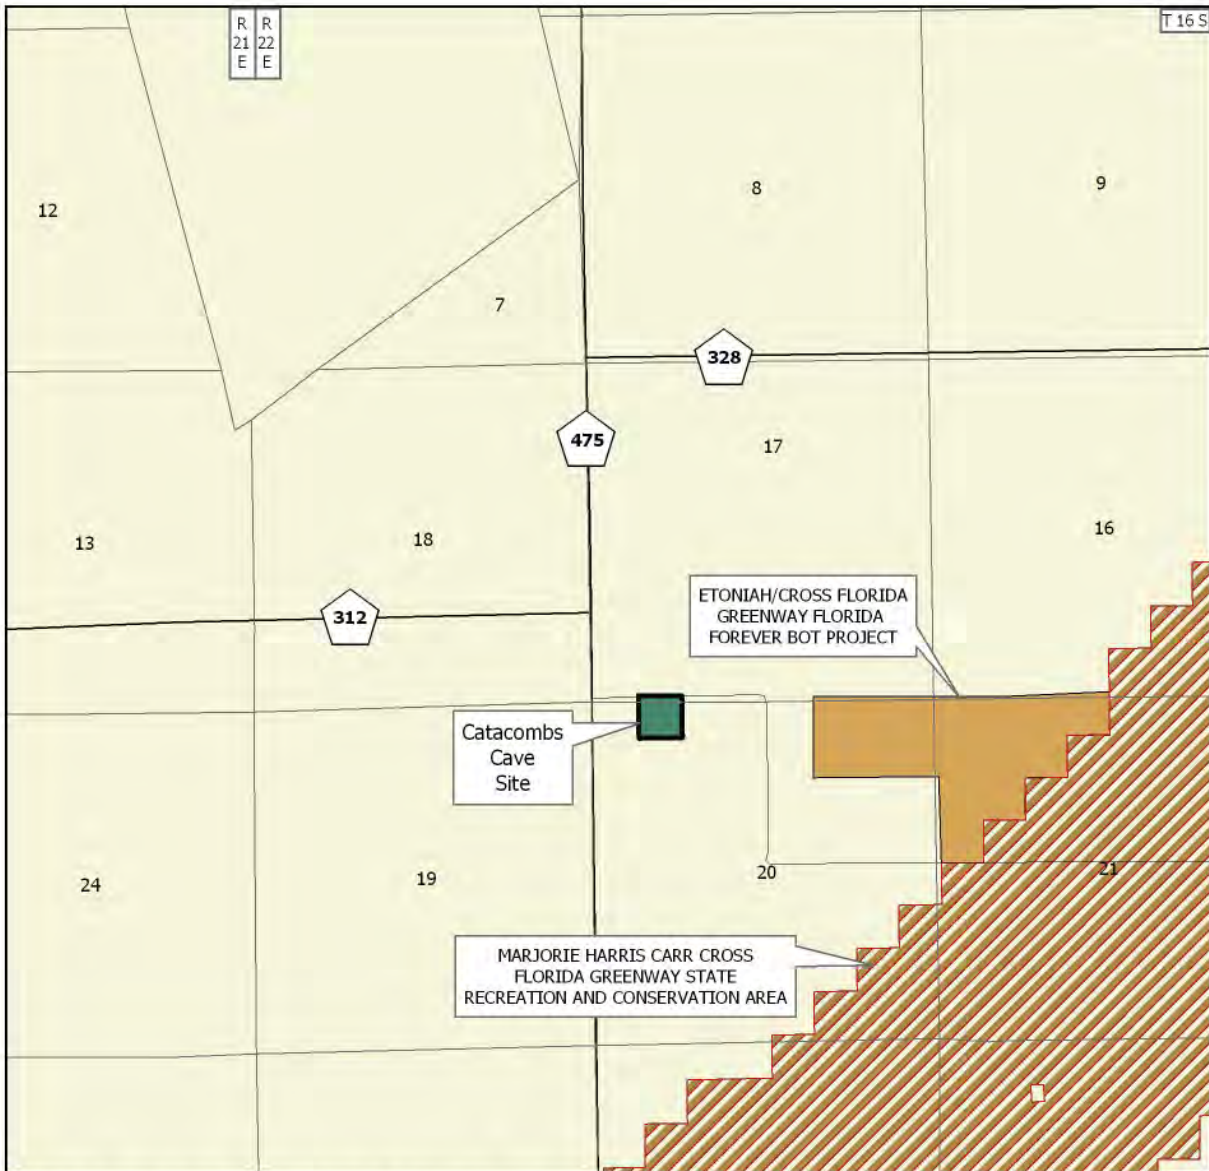 R
21
E
R
22
E
T 16 S
8
9
12
7
328
475
17
16
13
18
312
ETONIAH/CROSS FLORIDA
GREENWAY FLORIDA
FOREVER BOT PROJECT
Catacombs
Cave
Site
24
19
20
21
MARJORIE HARRIS CARR CROSS
FLORIDA GREENWAY STATE
RECREATION AND CONSERVATION AREA